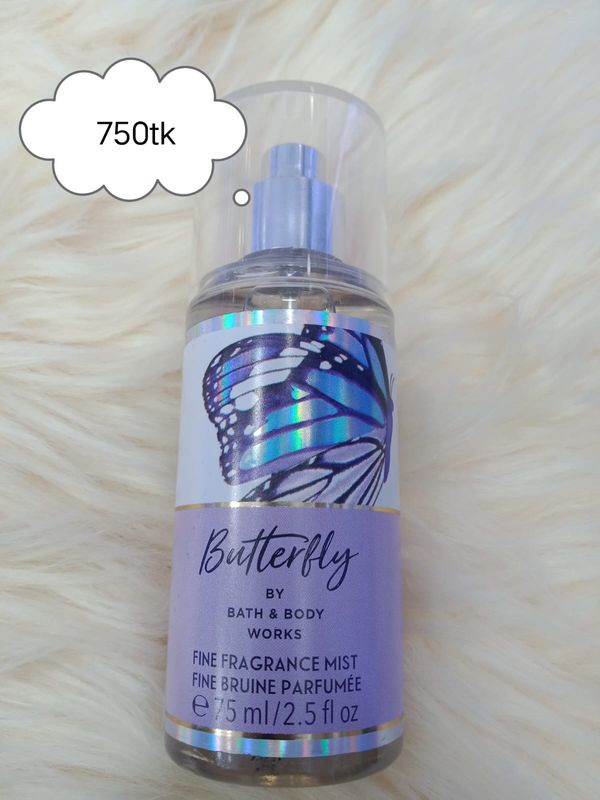 750tk
Butterfly
BY
BATH & BODY
WORKS
FINE FRAGRANCE MIST
FINE BRUINE PARFUMÉE
℮75 ml/2.5 fl oz